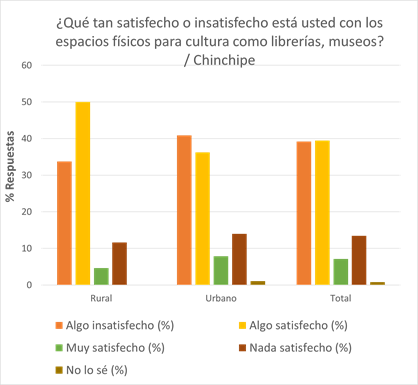 ¿Qué tan satisfecho o insatisfecho está usted con los
espacios físicos para cultura como librerías, museos?
/ Chinchipe
% Respuestas
60
50
40
30
20
10
0
Rural
Urbano
Total
Algo insatisfecho (%)
Algo satisfecho (%)
Muy satisfecho (%)
Nada satisfecho (%)
No lo sé (%)